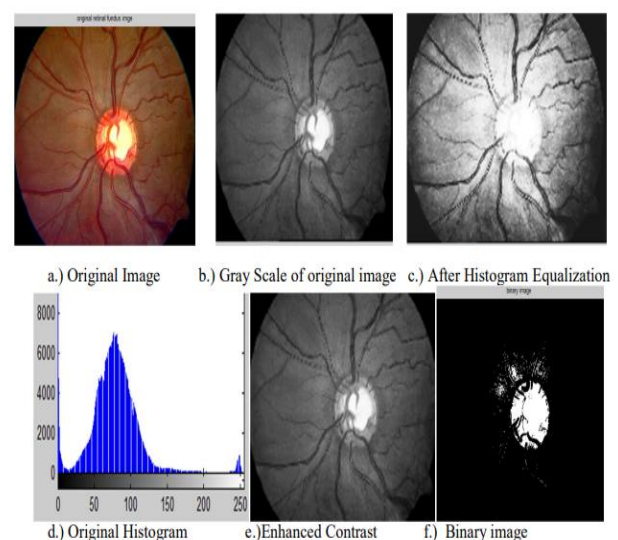 original retinal fundus imge
a.) Original Image
b.) Gray Scale of original image
c.) After Histogram Equalization
8000
6000
4000
2000
0
0 50 100 150 200 250
binary image
d.) Original Histogram
e.)Enhanced Contrast
f.) Binary image